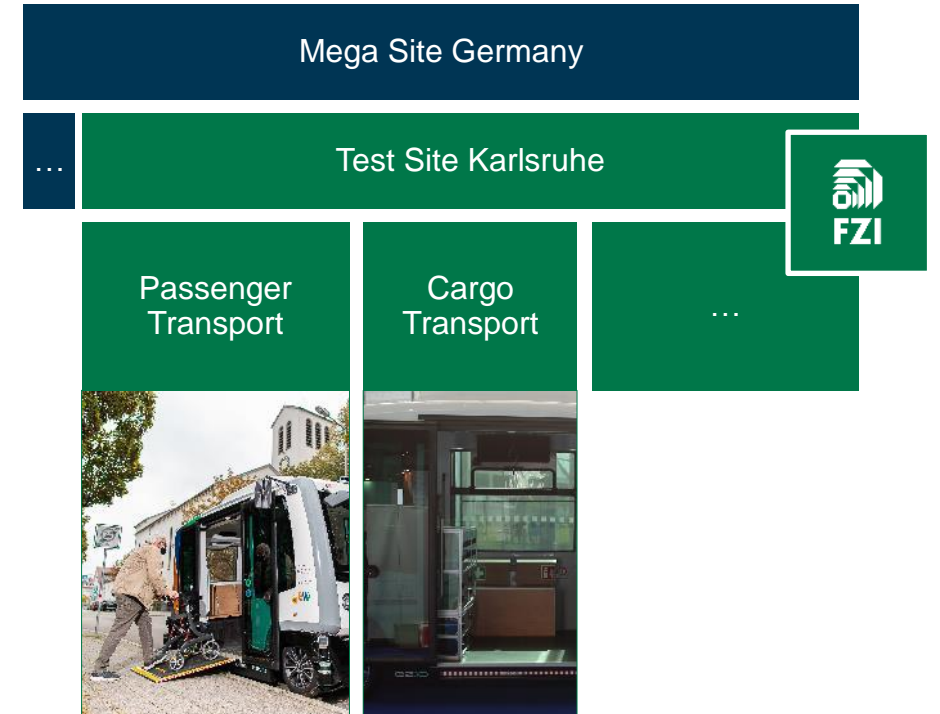 Mega Site Germany
…
Test Site Karlsruhe
FZI
Passenger
Transport
Cargo
Transport
…